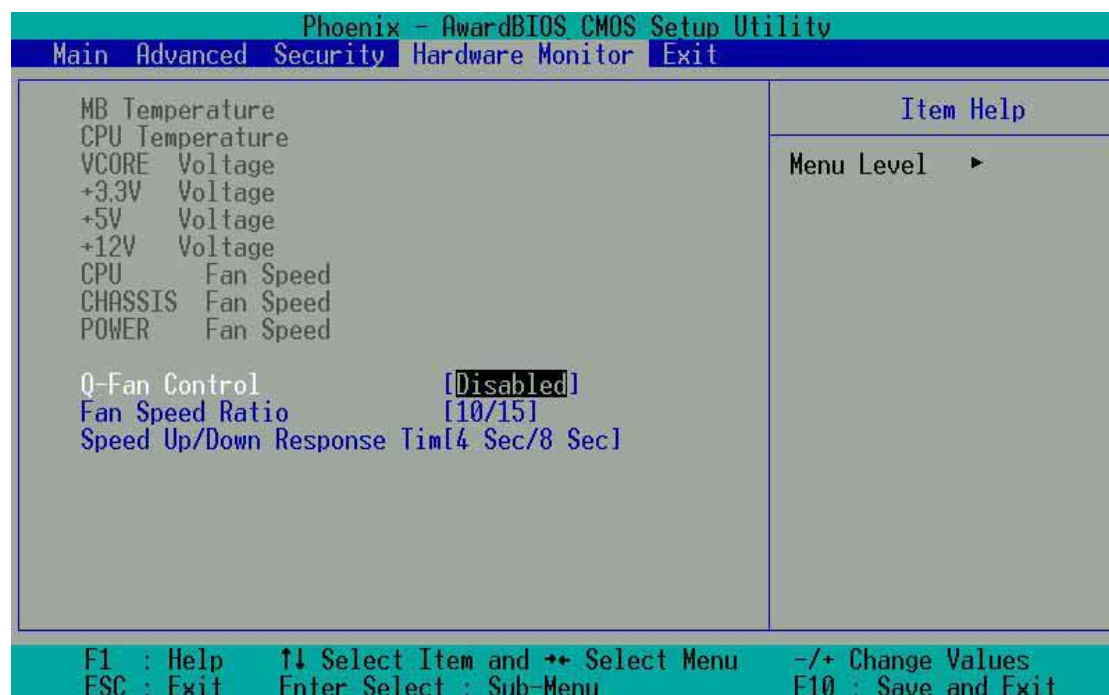 Phoenix - AwardBIOS CMOS Setup Utility
Main Advanced Security Hardware Monitor Exit
MB Temperature
CPU Temperature
VCORE Voltage
+3.3V Voltage
+5V Voltage
+12V Voltage
CPU Fan Speed
CHASSIS Fan Speed
POWER Fan Speed
Q-Fan Control [Disabled]
Fan Speed Ratio [10/15]
Speed Up/Down Response Tim[4 Sec/8 Sec]
Item Help
Menu Level ▶
F1 : Help ↑↓ Select Item and →← Select Menu -/+ Change Values
ESC : Exit Enter Select : Sub-Menu F10 : Save and Exit